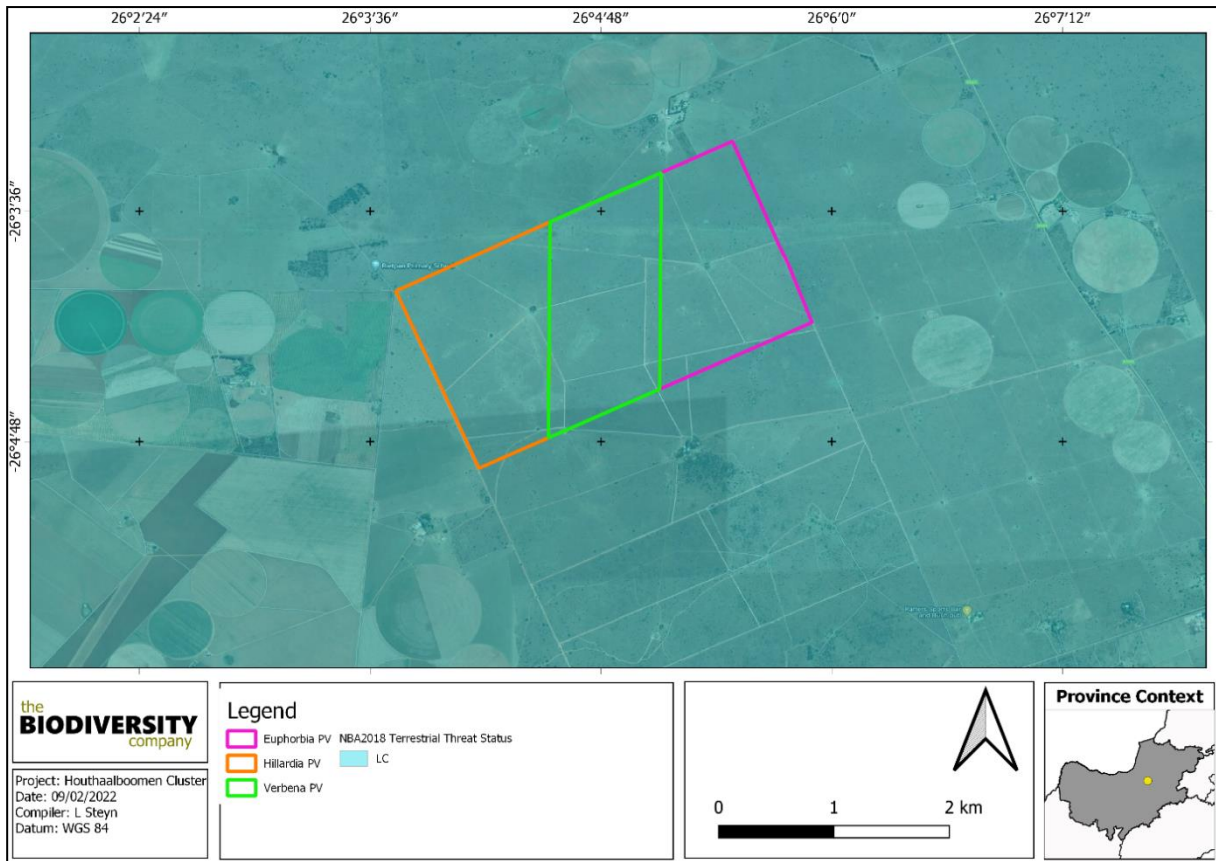 26°2'24" 26°3'36" 26°4'48" 26°6'0" 26°7'12"
-26°3'36"
-26°4'48"
the
BIODIVERSITY
company
Project: Houthaalboomen Cluster
Date: 09/02/2022
Compiler: L Steyn
Datum: WGS 84
Legend
Euphorbia PV
Hillardia PV
Verbena PV
NBA2018 Terrestrial Threat Status
LC
0 1 2 km
Province Context